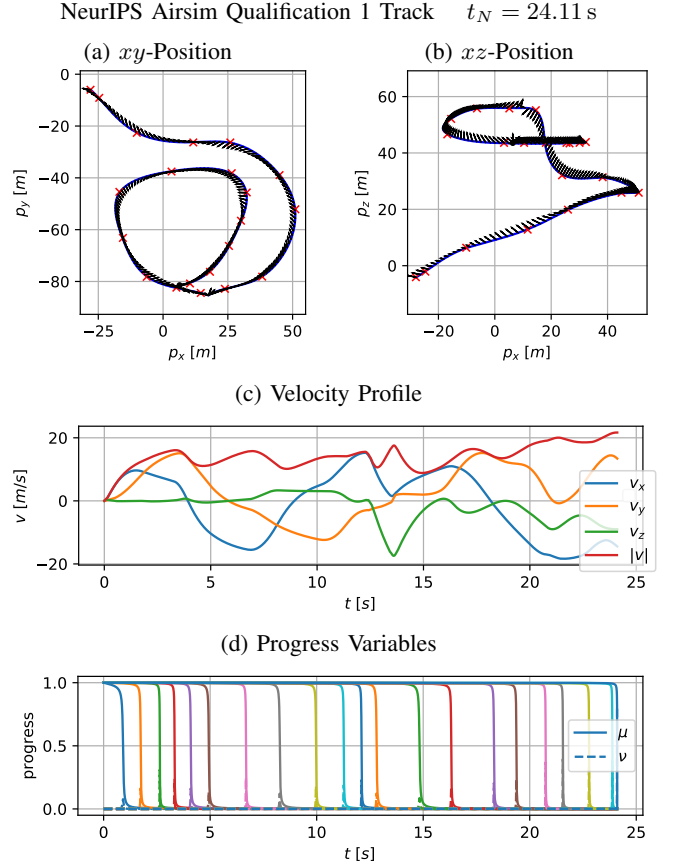 NeurIPS Airsim Qualification 1 Track t_N = 24.11 s
(a) xy-Position
(b) xz-Position
0
−20
−40
−60
−80
p_y [m]
−25
0
25
50
p_x [m]
60
40
20
0
p_z [m]
−20
0
20
40
p_x [m]
(c) Velocity Profile
20
0
−20
v [m/s]
v_x
v_y
v_z
|v|
0
5
10
15
20
25
t [s]
(d) Progress Variables
1.0
0.5
0.0
progress
μ
ν
0
5
10
15
20
25
t [s]